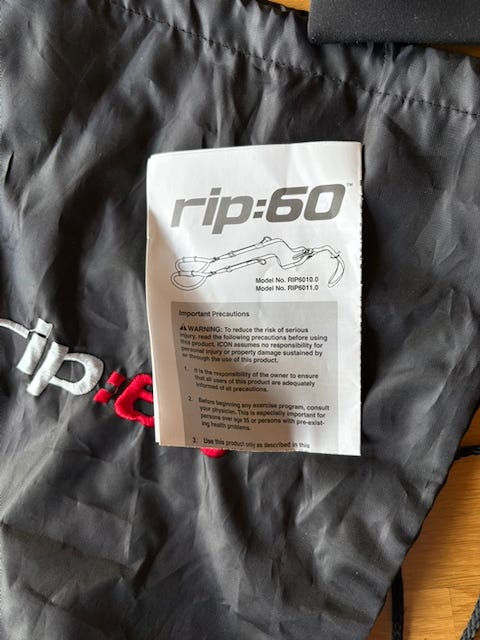 rip:60™
Model No. RIP6010.0
Model No. RIP6011.0
Important Precautions
⚠WARNING: To reduce the risk of serious
injury, read the following precautions before using
this product. ICON assumes no responsibility for
personal injury or property damage sustained by
or through the use of this product.
1. It is the responsibility of the owner to ensure
that all users of this product are adequately
informed of all precautions.
2. Before beginning any exercise program, consult
your physician. This is especially important for
persons over age 35 or persons with pre-exist-
ing health problems.
3. Use this product only as described in this
ip:6